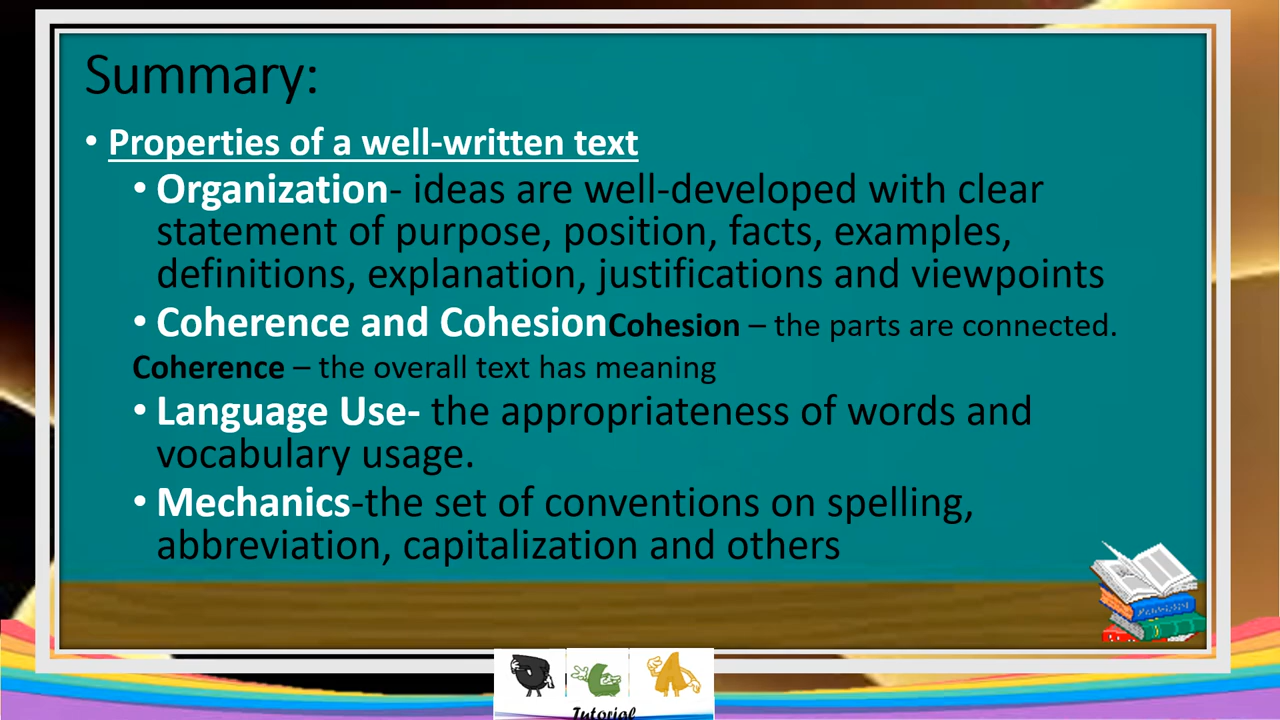 Summary:
• Properties of a well-written text
• Organization- ideas are well-developed with clear
statement of purpose, position, facts, examples,
definitions, explanation, justifications and viewpoints
• Coherence and CohesionCohesion – the parts are connected.
Coherence – the overall text has meaning
• Language Use- the appropriateness of words and
vocabulary usage.
• Mechanics-the set of conventions on spelling,
abbreviation, capitalization and others
Tutorial